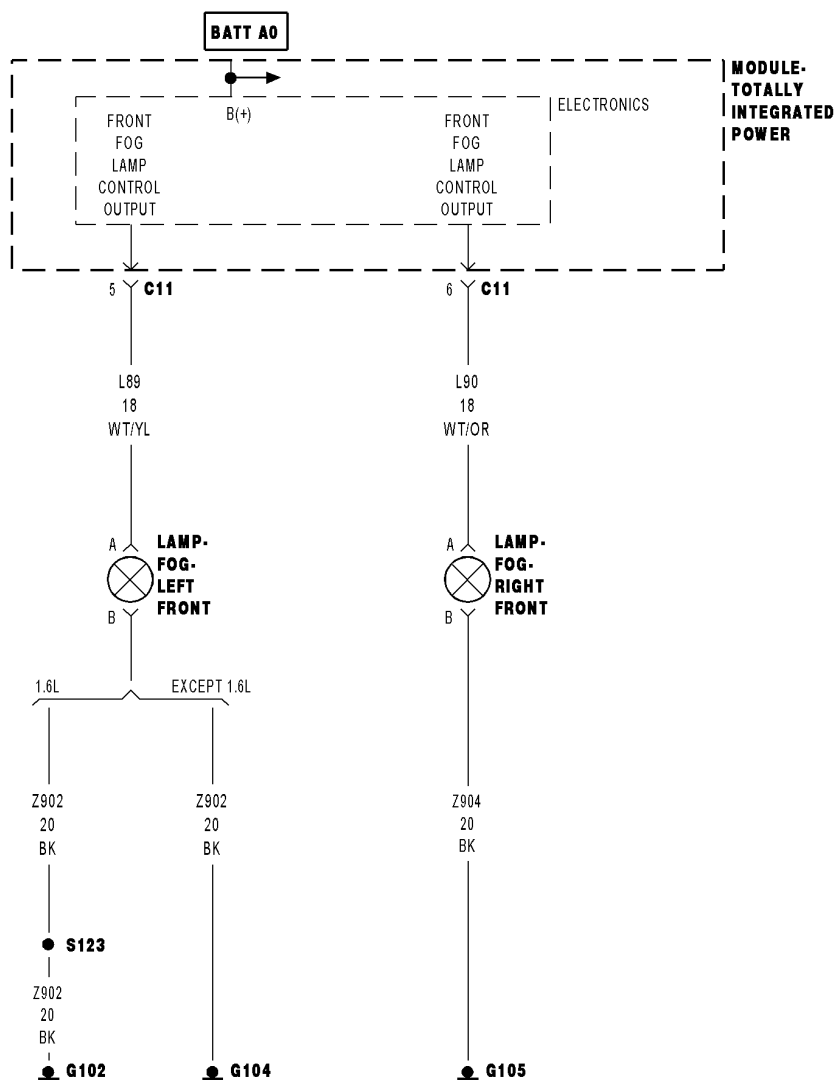 BATT A0
MODULE-
TOTALLY
INTEGRATED
POWER
ELECTRONICS
B(+)
FRONT
FOG
LAMP
CONTROL
OUTPUT
FRONT
FOG
LAMP
CONTROL
OUTPUT
5 C11
6 C11
L89
18
WT/YL
L90
18
WT/OR
A
LAMP-
FOG-
LEFT
FRONT
B
A
LAMP-
FOG-
RIGHT
FRONT
B
1.6L
EXCEPT 1.6L
Z902
20
BK
Z902
20
BK
Z904
20
BK
S123
Z902
20
BK
G102
G104
G105